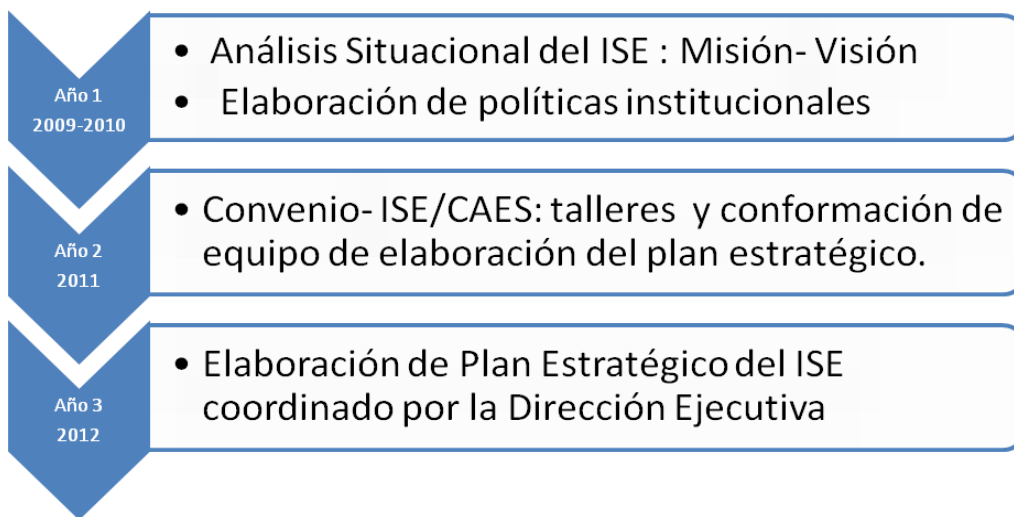 Año 1
2009-2010
• Análisis Situacional del ISE : Misión- Visión
• Elaboración de políticas institucionales
Año 2
2011
• Convenio- ISE/CAES: talleres y conformación de
equipo de elaboración del plan estratégico.
Año 3
2012
• Elaboración de Plan Estratégico del ISE
coordinado por la Dirección Ejecutiva